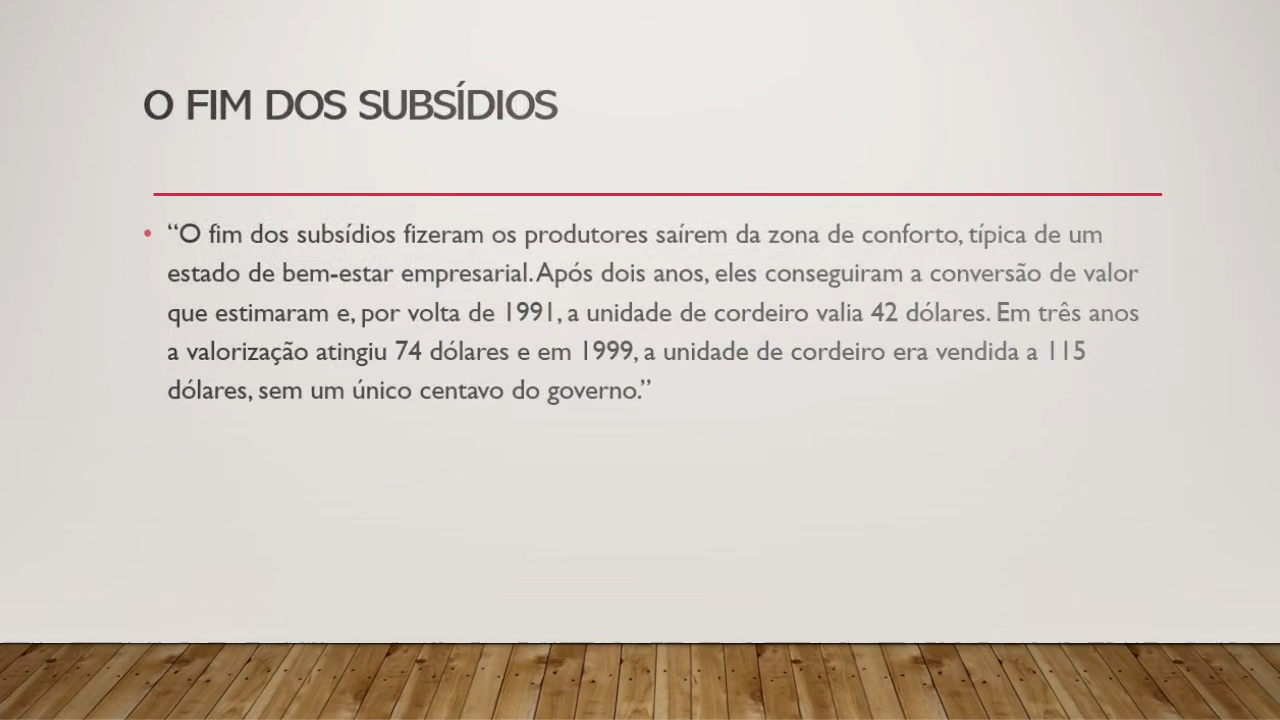 O FIM DOS SUBSÍDIOS
• “O fim dos subsídios fizeram os produtores saírem da zona de conforto, típica de um
estado de bem-estar empresarial. Após dois anos, eles conseguiram a conversão de valor
que estimaram e, por volta de 1991, a unidade de cordeiro valia 42 dólares. Em três anos
a valorização atingiu 74 dólares e em 1999, a unidade de cordeiro era vendida a 115
dólares, sem um único centavo do governo.”